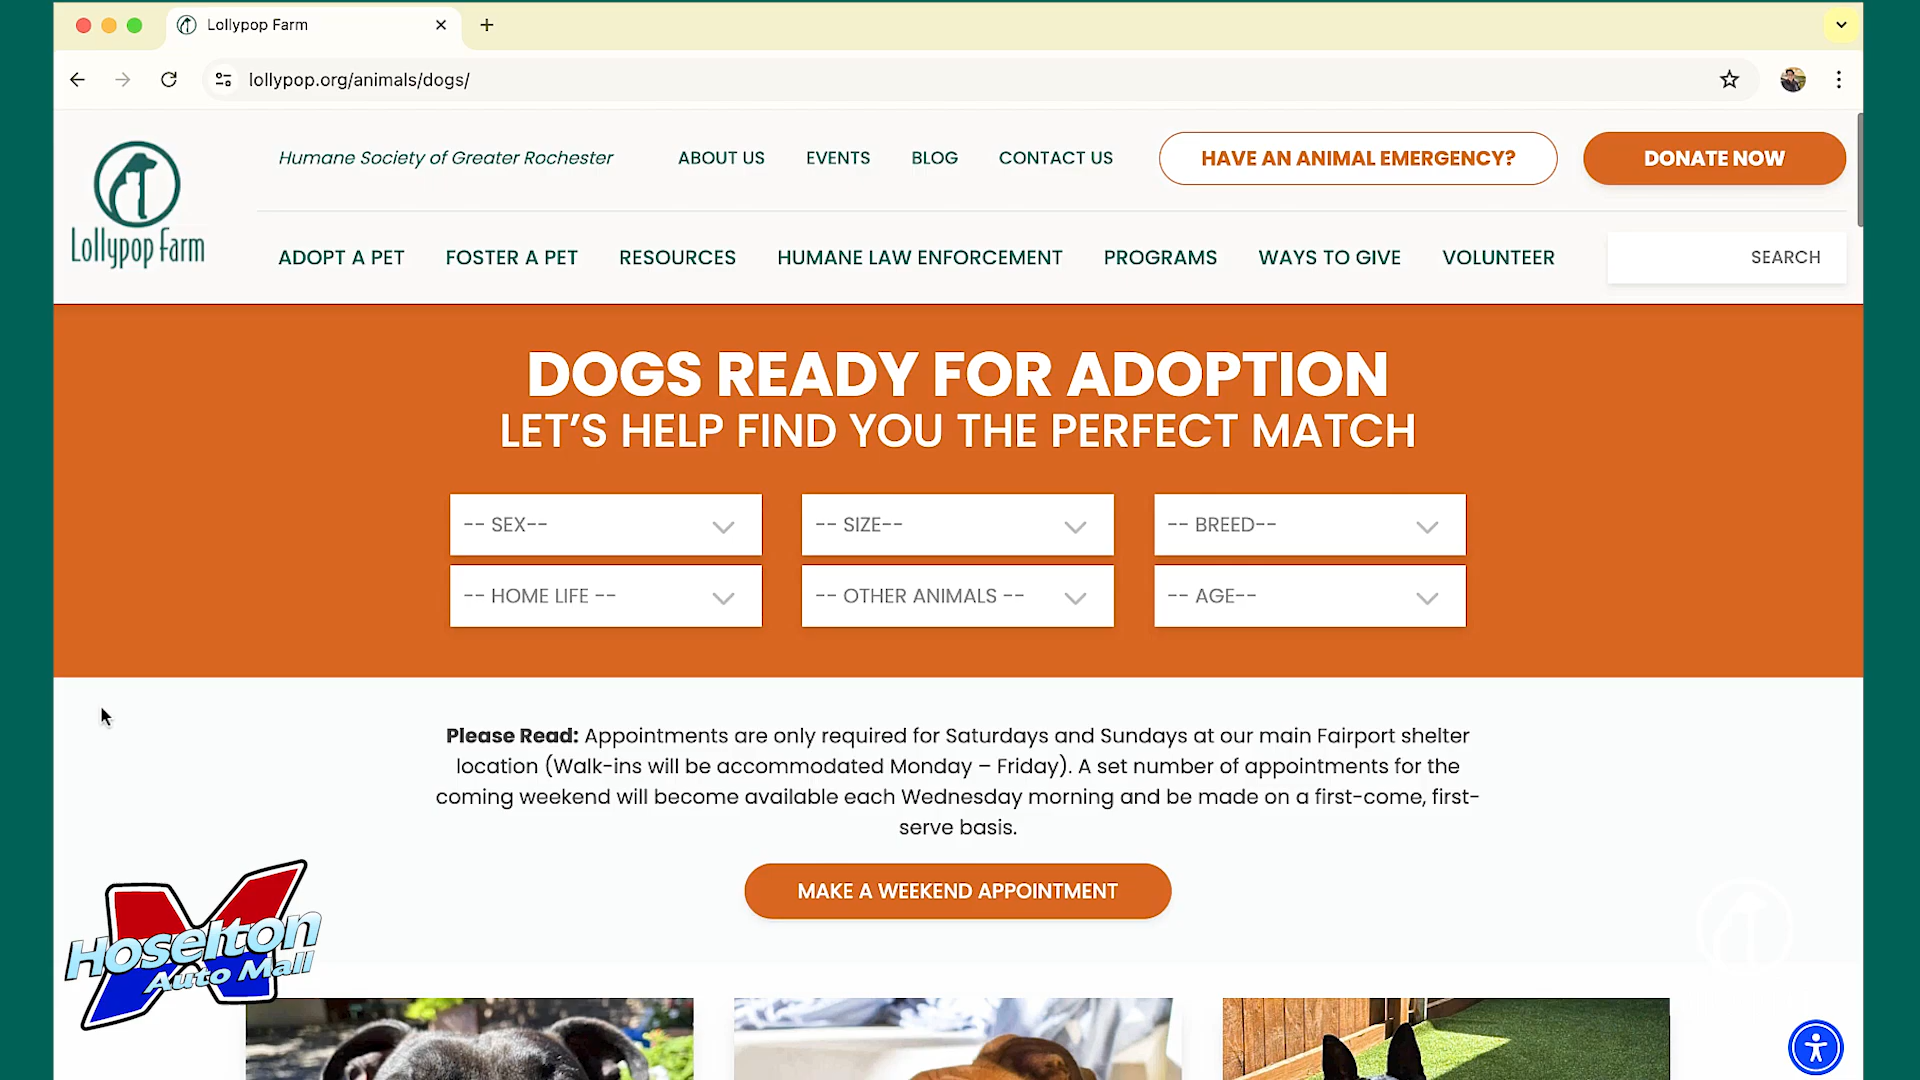 Lollypop Farm
lollypop.org/animals/dogs/
Humane Society of Greater Rochester
ABOUT US
EVENTS
BLOG
CONTACT US
HAVE AN ANIMAL EMERGENCY?
DONATE NOW
Lollypop Farm
ADOPT A PET
FOSTER A PET
RESOURCES
HUMANE LAW ENFORCEMENT
PROGRAMS
WAYS TO GIVE
VOLUNTEER
SEARCH
DOGS READY FOR ADOPTION
LET’S HELP FIND YOU THE PERFECT MATCH
-- SEX--
-- SIZE--
-- BREED--
-- HOME LIFE --
-- OTHER ANIMALS --
-- AGE--
Please Read: Appointments are only required for Saturdays and Sundays at our main Fairport shelter
location (Walk-ins will be accommodated Monday – Friday). A set number of appointments for the
coming weekend will become available each Wednesday morning and be made on a first-come, first-
serve basis.
MAKE A WEEKEND APPOINTMENT
Hoselton
Auto Mall